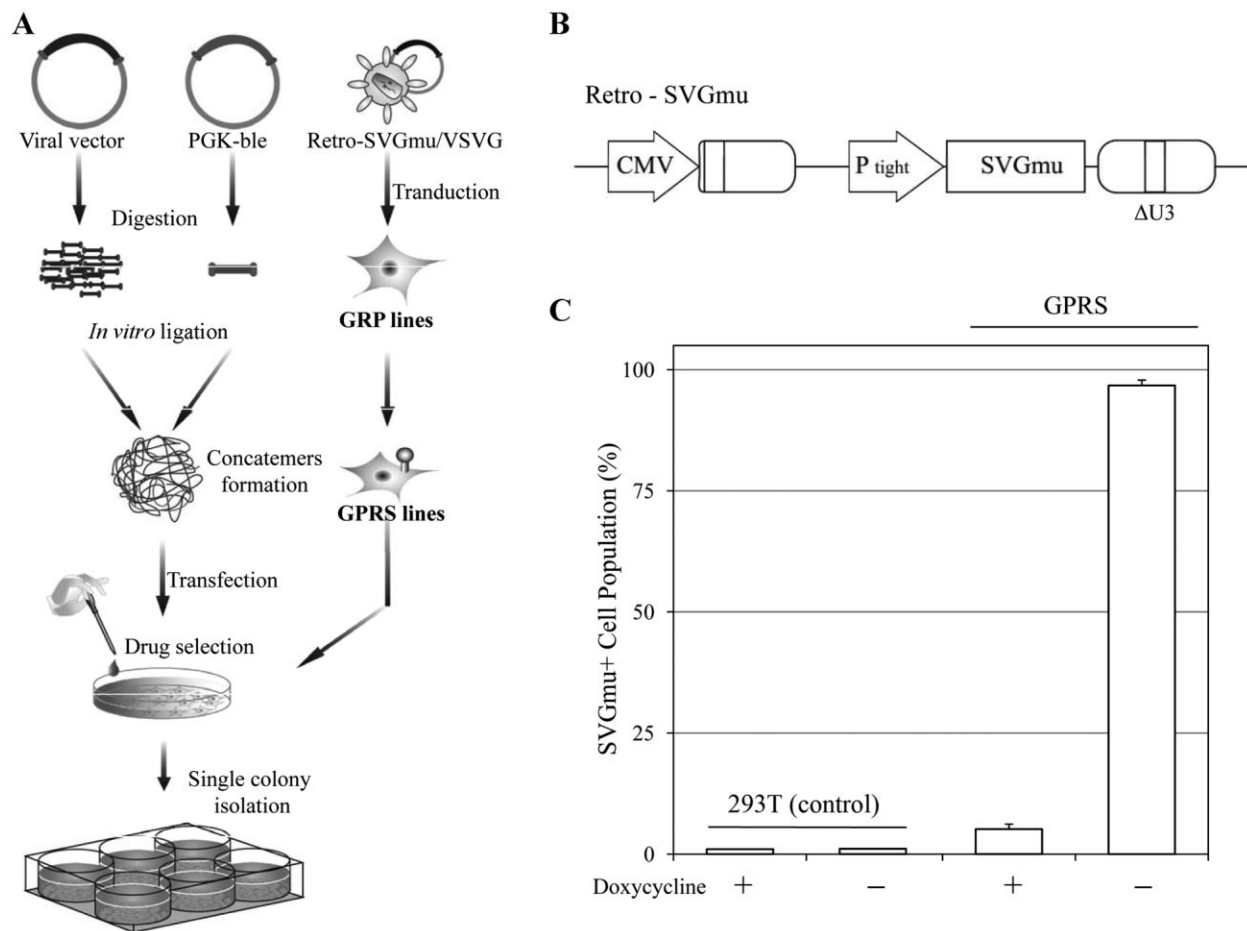 A
Viral vector
PGK-ble
Retro-SVGmu/VSVG
Tranduction
Digestion
GRP lines
In vitro ligation
Concatemers
formation
GPRS lines
Transfection
Drug selection
Single colony
isolation
B
Retro - SVGmu
CMV
P tight
SVGmu
ΔU3
C
GPRS
SVGmu+ Cell Population (%)
100
75
50
25
0
293T (control)
Doxycycline
+
−
+
−